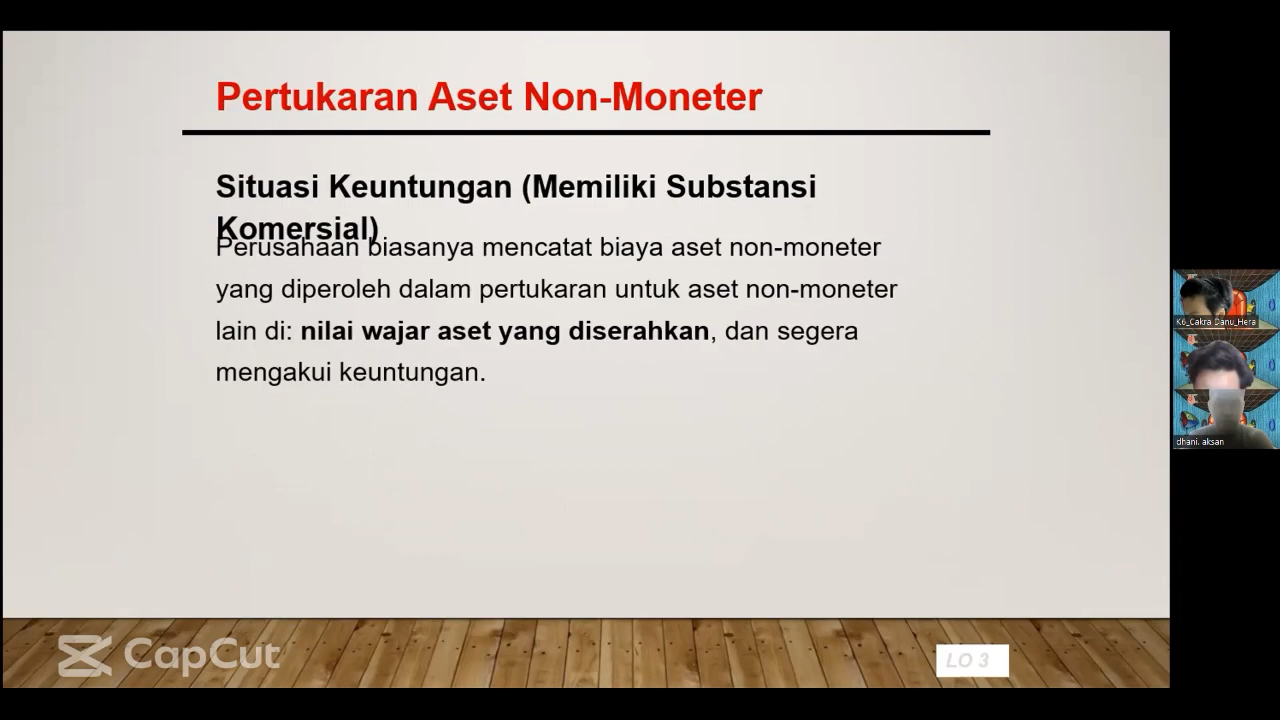 Pertukaran Aset Non-Moneter
Situasi Keuntungan (Memiliki Substansi
Komersial)
Perusahaan biasanya mencatat biaya aset non-moneter
yang diperoleh dalam pertukaran untuk aset non-moneter
lain di: nilai wajar aset yang diserahkan, dan segera
mengakui keuntungan.
K6_Cakra Danu_Hera
dhani. aksan
CapCut
LO 3